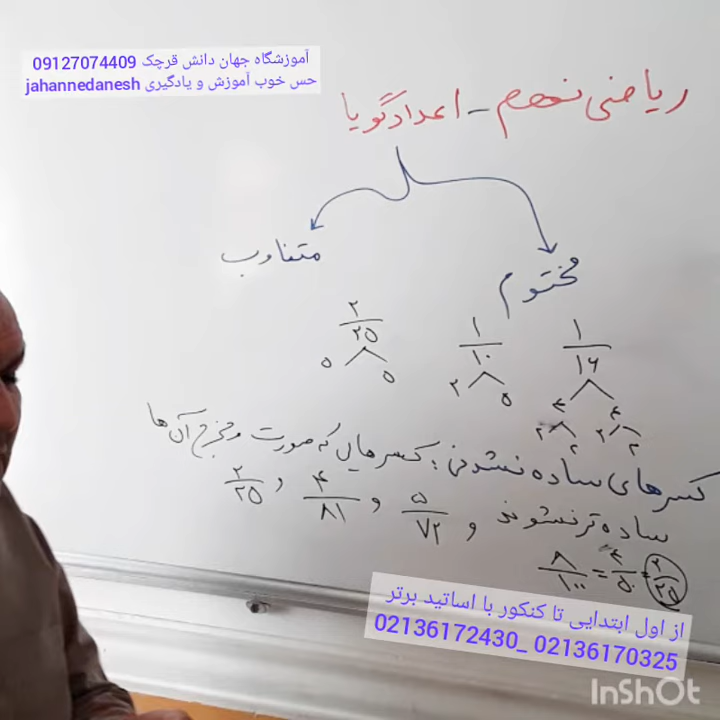 آموزشگاه جهان دانش قرچک 09127074409
حس خوب آموزش و یادگیری jahannedanesh
ریاضی نهم - اعداد گویا
مختوم متناوب
۱/۱۶ ۱/۱۰ ۲/۲۵
۴ ۴ ۲ ۵ ۵ ۵
۲ ۲ ۲ ۲
کسرهای ساده نشدنی: کسرهایی که صورت و مخرج آن ها
ساده تر نشوند و ۵/۷۲ , ۴/۸۱ , ۲/۲۵
۸/۱۰۰ = ۴/۵۰ = ۲/۲۵
از اول ابتدایی تا کنکور با اساتید برتر
02136172430_ 02136170325
InShOt